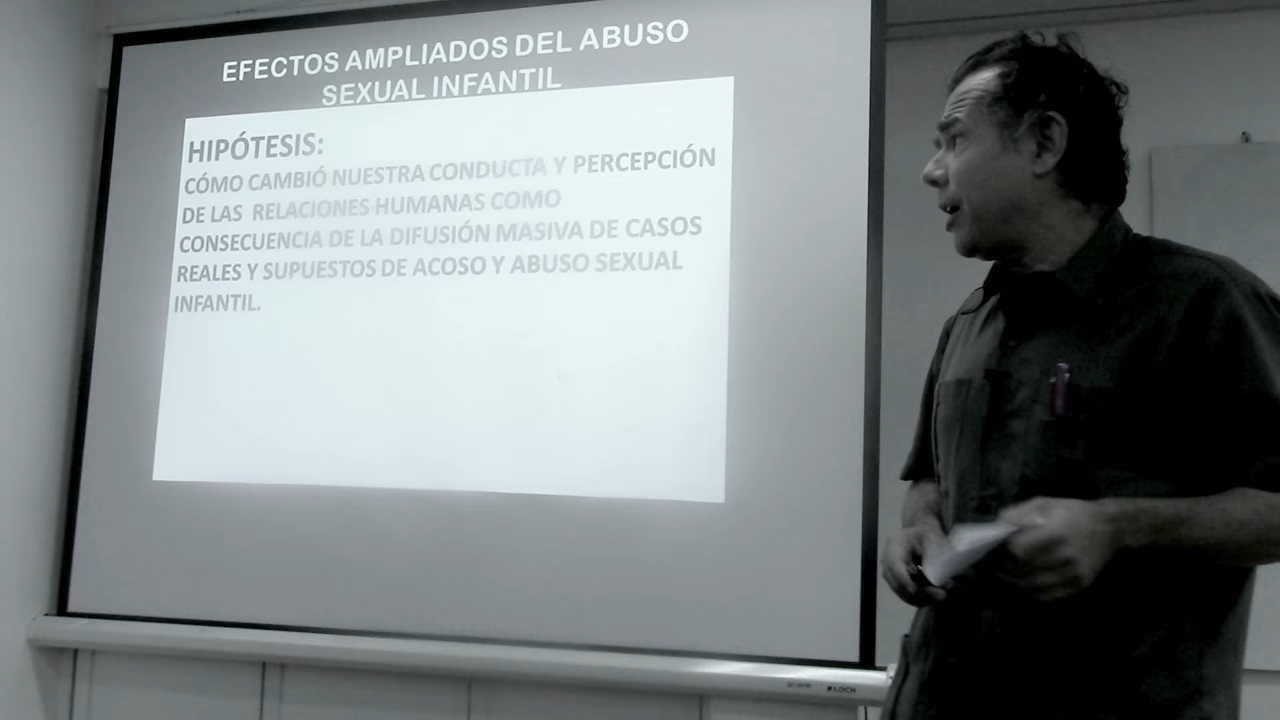 EFECTOS AMPLIADOS DEL ABUSO
SEXUAL INFANTIL
HIPÓTESIS:
CÓMO CAMBIÓ NUESTRA CONDUCTA Y PERCEPCIÓN
DE LAS RELACIONES HUMANAS COMO
CONSECUENCIA DE LA DIFUSIÓN MASIVA DE CASOS
REALES Y SUPUESTOS DE ACOSO Y ABUSO SEXUAL
INFANTIL.
LOCH